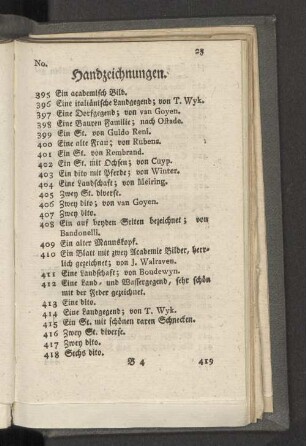 25
No.
Handzeichnungen.
395 Ein academisch Bild.
396 Eine italiänische Landgegend; von T. Wyk.
397 Eine Dorfgegend; von van Goyen.
398 Eine Bauren Familie; nach Ostade.
399 Ein St. von Guido Reni.
400 Eine alte Frau; von Rubens.
401 Ein St. von Rembrand.
402 Ein St. mit Ochsen; von Cuyp.
403 Ein dito mit Pferde; von Winter.
404 Eine Landschaft; von Meiering.
405 Zwey St. diverse.
406 Zwey dito; von van Goyen.
407 Zwey dito.
408 Ein auf beyden Seiten bezeichnet; von
Bandonelli.
409 Ein alter Mannskopf.
410 Ein Blatt mit zwey Academie Bilder, herr-
lich gezeichnet; von J. Walraven.
411 Eine Landschaft; von Boudewyn.
412 Eine Land- und Wassergegend, sehr schön
mit der Feder gezeichnet.
413 Eine dito.
414 Eine Landgegend; von T. Wyk.
415 Ein St. mit schönen raren Schnecken.
416 Zwey St. diverse.
417 Zwey dito.
418 Sechs dito.
B 4 419